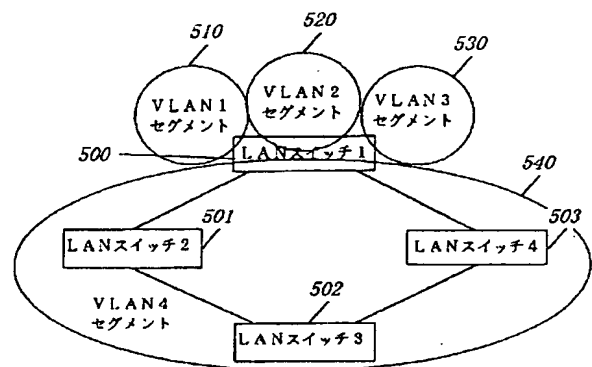 510
520
530
VLAN1
セグメント
VLAN2
セグメント
VLAN3
セグメント
500
LANスイッチ1
540
LANスイッチ2
501
LANスイッチ4
503
VLAN4
セグメント
502
LANスイッチ3